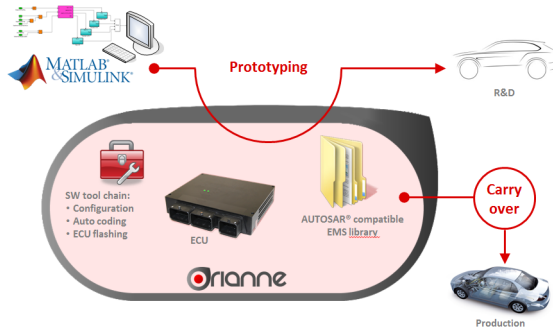 MATLAB®
&SIMULINK®
Prototyping
R&D
SW tool chain:
• Configuration
• Auto coding
• ECU flashing
ECU
AUTOSAR® compatible
EMS library
Carry
over
Orianne
Production